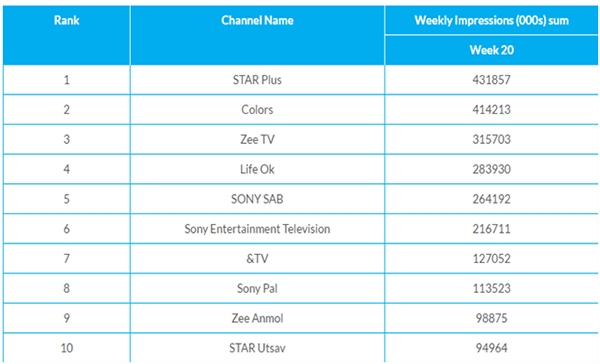 Rank Channel Name Weekly Impressions (000s) sum
Week 20
1 STAR Plus 431857
2 Colors 414213
3 Zee TV 315703
4 Life Ok 283930
5 SONY SAB 264192
6 Sony Entertainment Television 216711
7 &TV 127052
8 Sony Pal 113523
9 Zee Anmol 98875
10 STAR Utsav 94964